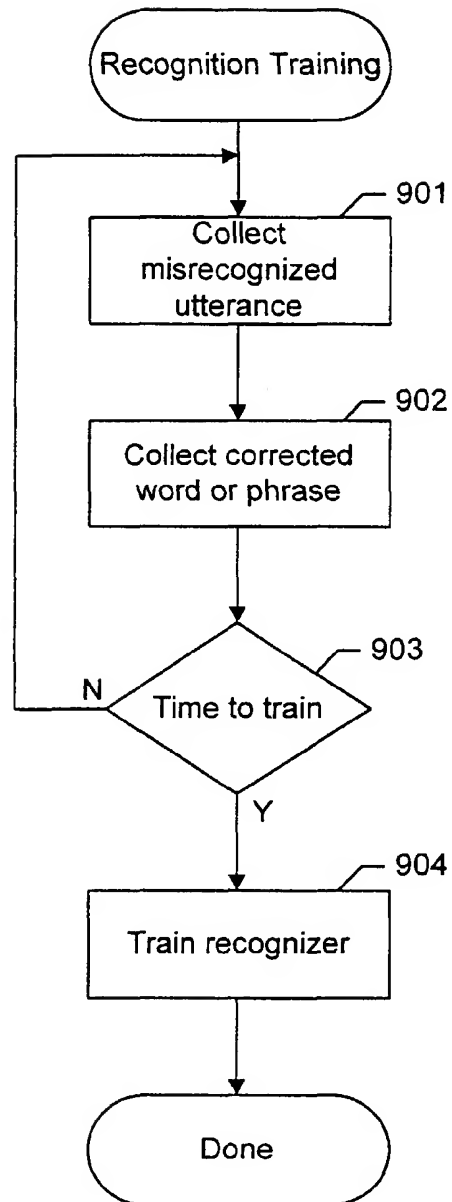 Recognition Training
901
Collect
misrecognized
utterance
902
Collect corrected
word or phrase
903
N
Time to train
Y
904
Train recognizer
Done